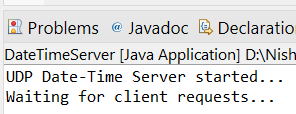 Problems @ Javadoc Declaration
DateTimeServer [Java Application] D:\Nish
UDP Date-Time Server started...
Waiting for client requests...